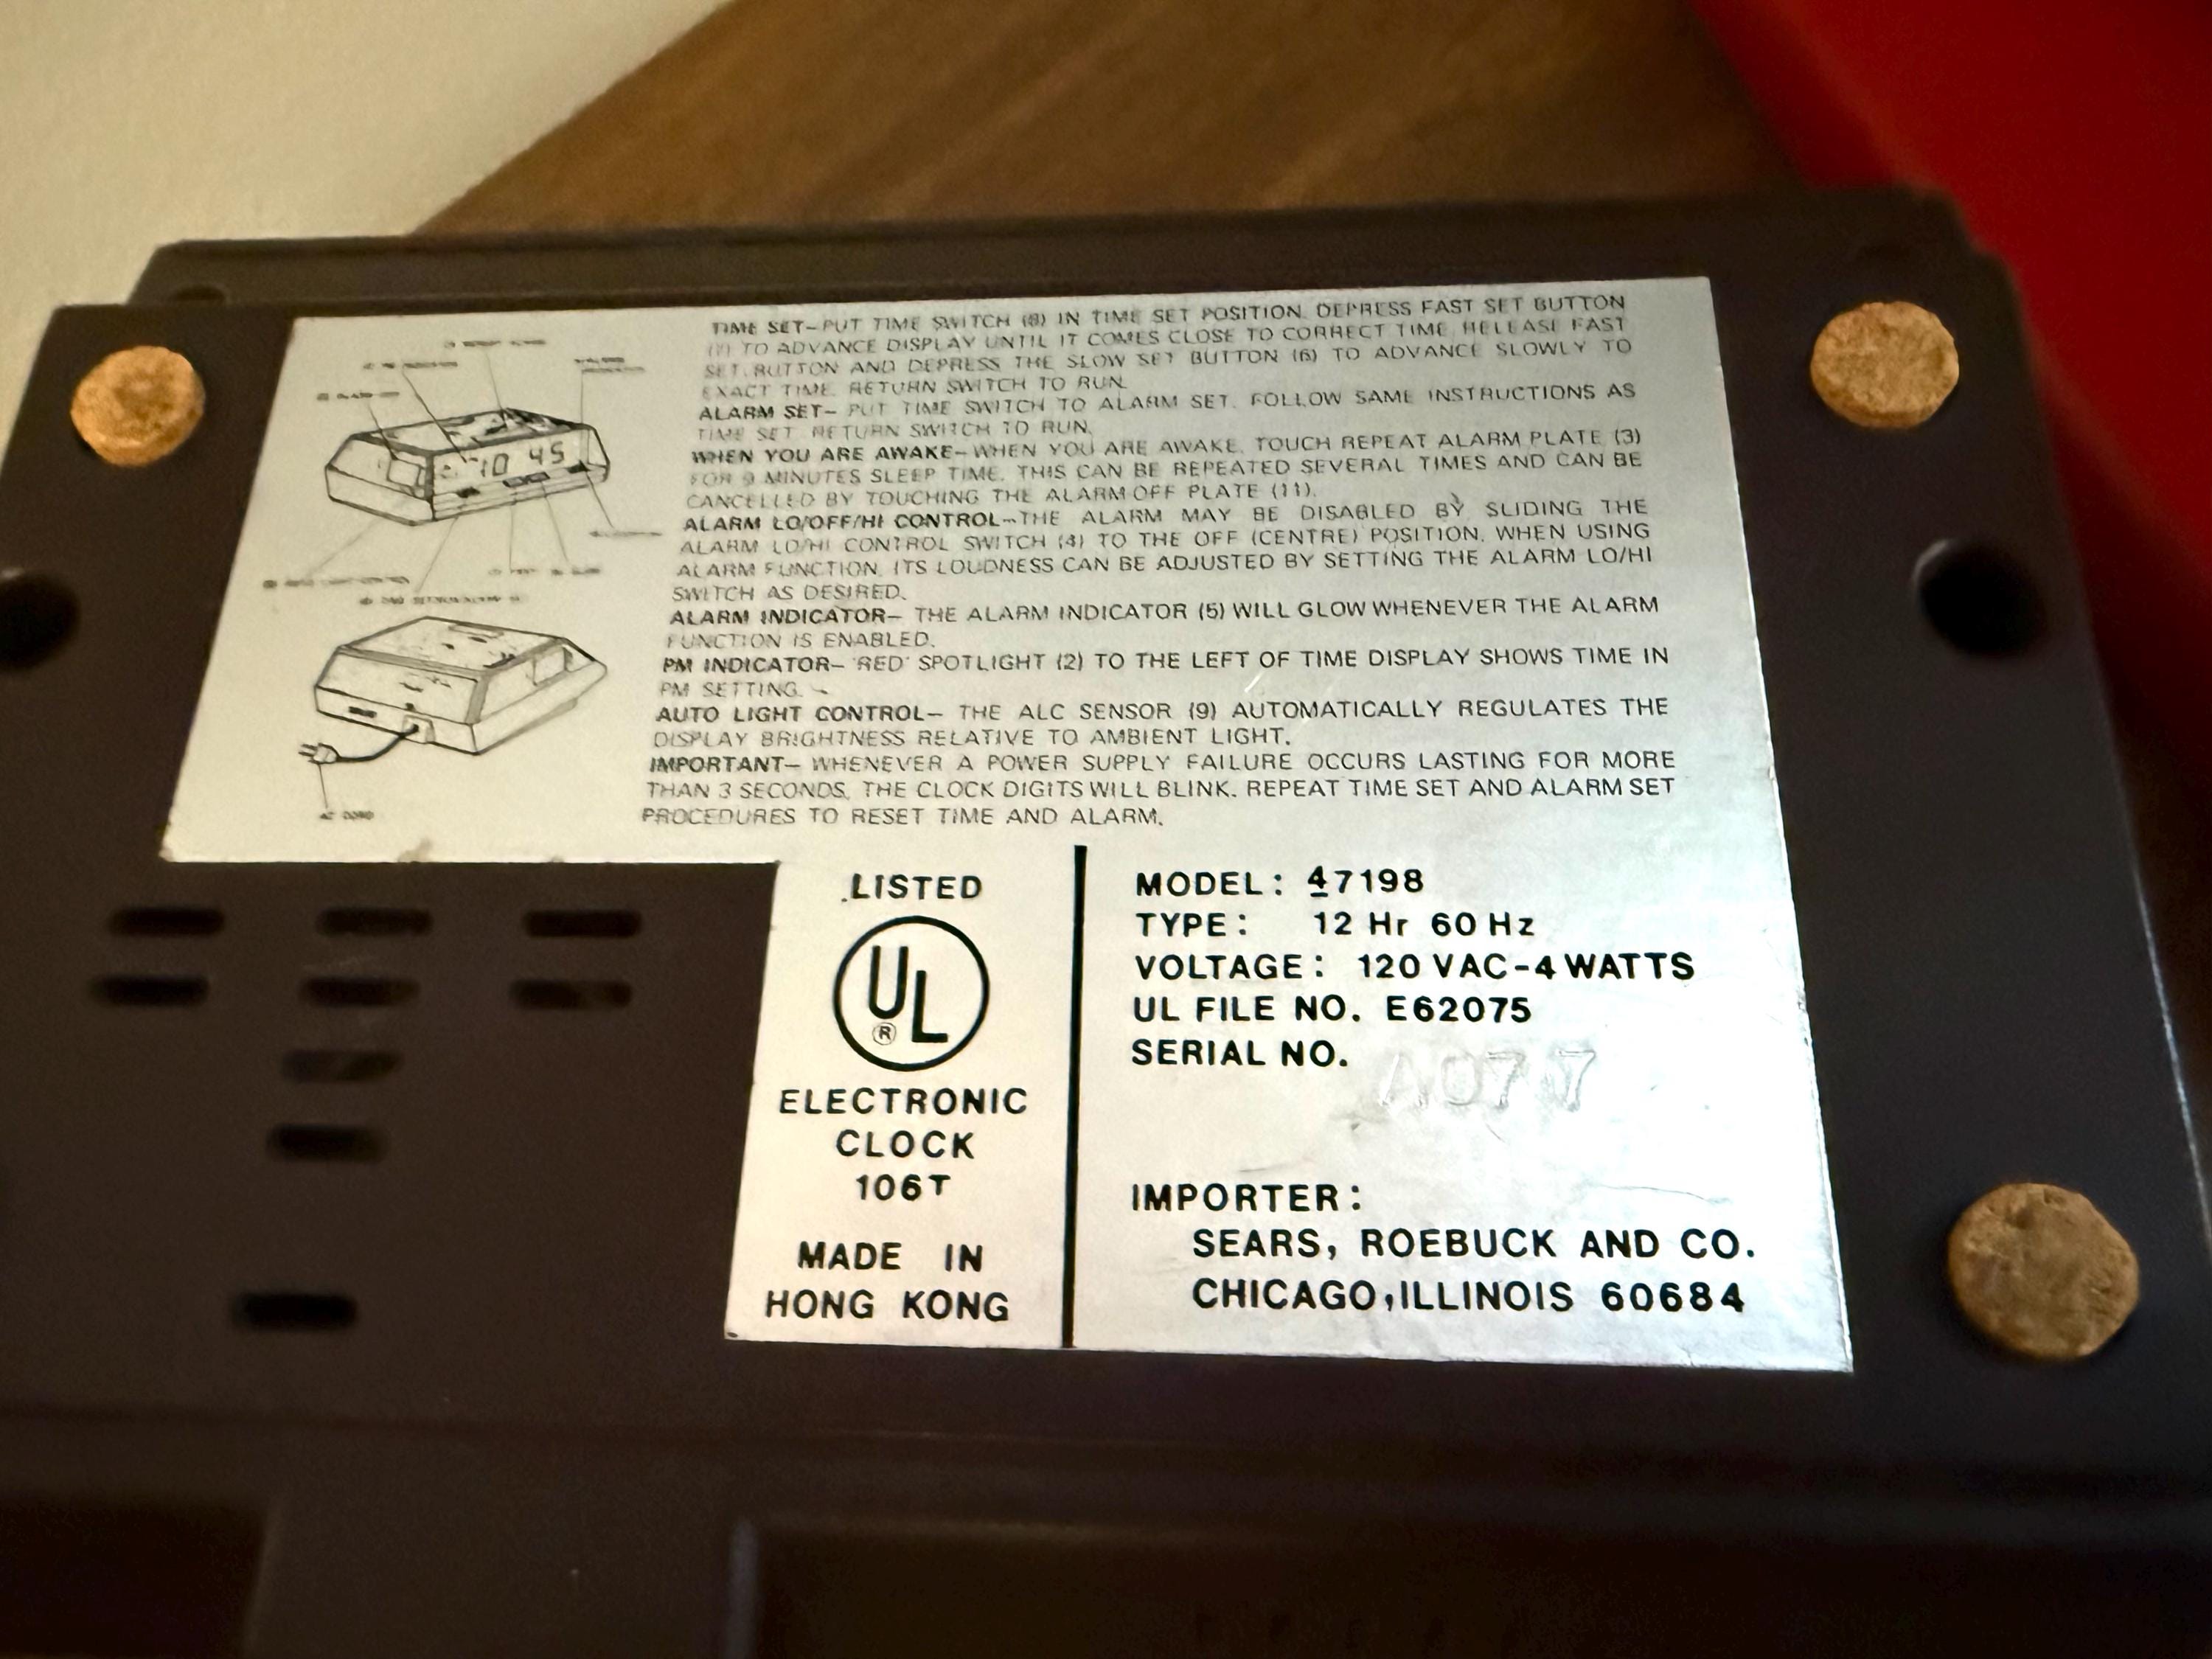 TIME SET—PUT TIME SWITCH (8) IN TIME SET POSITION. DEPRESS FAST SET BUTTON
(7) TO ADVANCE DISPLAY UNTIL IT COMES CLOSE TO CORRECT TIME. RELEASE FAST
SET BUTTON AND DEPRESS THE SLOW SET BUTTON (6) TO ADVANCE SLOWLY TO
EXACT TIME. RETURN SWITCH TO RUN.
ALARM SET— PUT TIME SWITCH TO ALARM SET. FOLLOW SAME INSTRUCTIONS AS
TIME SET. RETURN SWITCH TO RUN.
WHEN YOU ARE AWAKE—WHEN YOU ARE AWAKE, TOUCH REPEAT ALARM PLATE (3)
FOR 9 MINUTES SLEEP TIME. THIS CAN BE REPEATED SEVERAL TIMES AND CAN BE
CANCELLED BY TOUCHING THE ALARM OFF PLATE (11).
ALARM LO/OFF/HI CONTROL—THE ALARM MAY BE DISABLED BY SLIDING THE
ALARM LO/HI CONTROL SWITCH (4) TO THE OFF (CENTRE) POSITION. WHEN USING
ALARM FUNCTION, ITS LOUDNESS CAN BE ADJUSTED BY SETTING THE ALARM LO/HI
SWITCH AS DESIRED.
ALARM INDICATOR— THE ALARM INDICATOR (5) WILL GLOW WHENEVER THE ALARM
FUNCTION IS ENABLED.
PM INDICATOR— 'RED' SPOTLIGHT (2) TO THE LEFT OF TIME DISPLAY SHOWS TIME IN
PM SETTING.
AUTO LIGHT CONTROL— THE ALC SENSOR (9) AUTOMATICALLY REGULATES THE
DISPLAY BRIGHTNESS RELATIVE TO AMBIENT LIGHT.
IMPORTANT— WHENEVER A POWER SUPPLY FAILURE OCCURS LASTING FOR MORE
THAN 3 SECONDS, THE CLOCK DIGITS WILL BLINK. REPEAT TIME SET AND ALARM SET
PROCEDURES TO RESET TIME AND ALARM.
10 45
AC CORD
LISTED
UL
®
ELECTRONIC
CLOCK
106T
MADE IN
HONG KONG
MODEL: 47198
TYPE: 12 Hr 60 Hz
VOLTAGE: 120 VAC-4 WATTS
UL FILE NO. E62075
SERIAL NO. A077
IMPORTER:
SEARS, ROEBUCK AND CO.
CHICAGO, ILLINOIS 60684